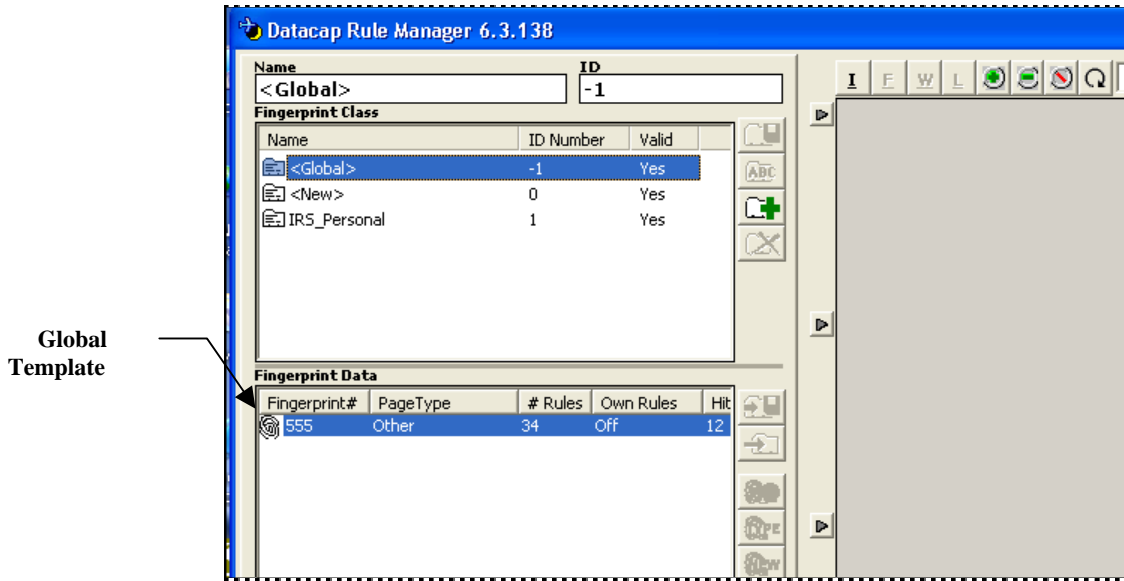 Datacap Rule Manager 6.3.138
Name ID
<Global> -1
I F W L
Fingerprint Class
Name ID Number Valid
<Global> -1 Yes
ABC
<New> 0 Yes
IRS_Personal 1 Yes
Global
Template
Fingerprint Data
Fingerprint# PageType # Rules Own Rules Hit
555 Other 34 Off 12